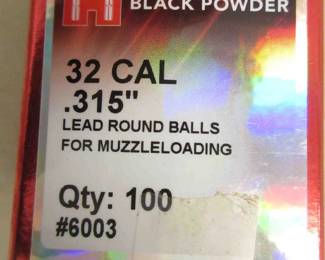 H
BLACK POWDER
32 CAL
.315"
LEAD ROUND BALLS
FOR MUZZLELOADING
Qty: 100
#6003